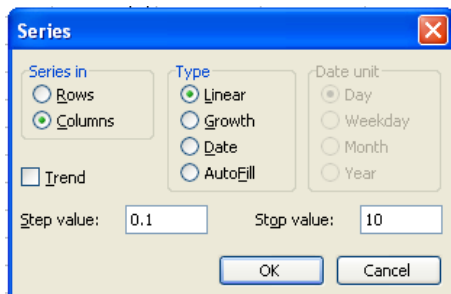 Series
Series in
Rows
Columns
Trend
Type
Linear
Growth
Date
AutoFill
Date unit
Day
Weekday
Month
Year
Step value: 0.1
Stop value: 10
OK
Cancel